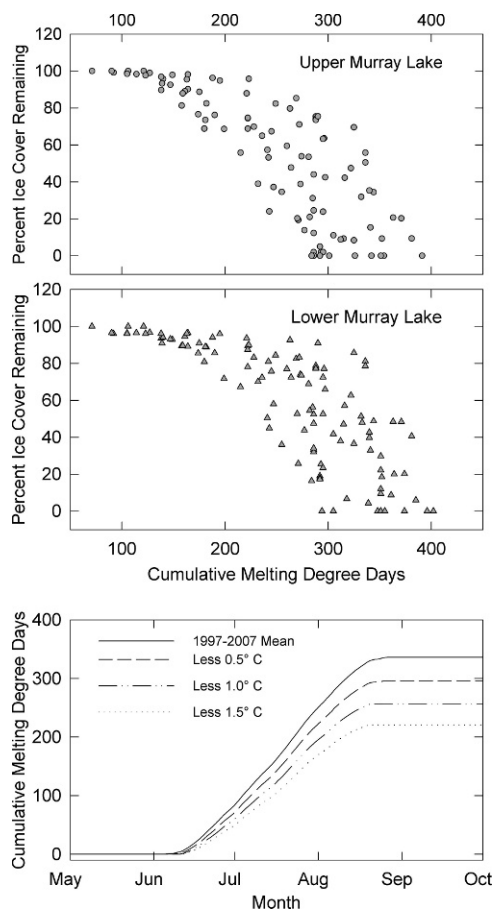 100 200 300 400
Upper Murray Lake
Percent Ice Cover Remaining
120
100
80
60
40
20
0
Lower Murray Lake
Percent Ice Cover Remaining
120
100
80
60
40
20
0
100 200 300 400
Cumulative Melting Degree Days
Cumulative Melting Degree Days
400
300
200
100
0
1997-2007 Mean
Less 0.5° C
Less 1.0° C
Less 1.5° C
May Jun Jul Aug Sep Oct
Month